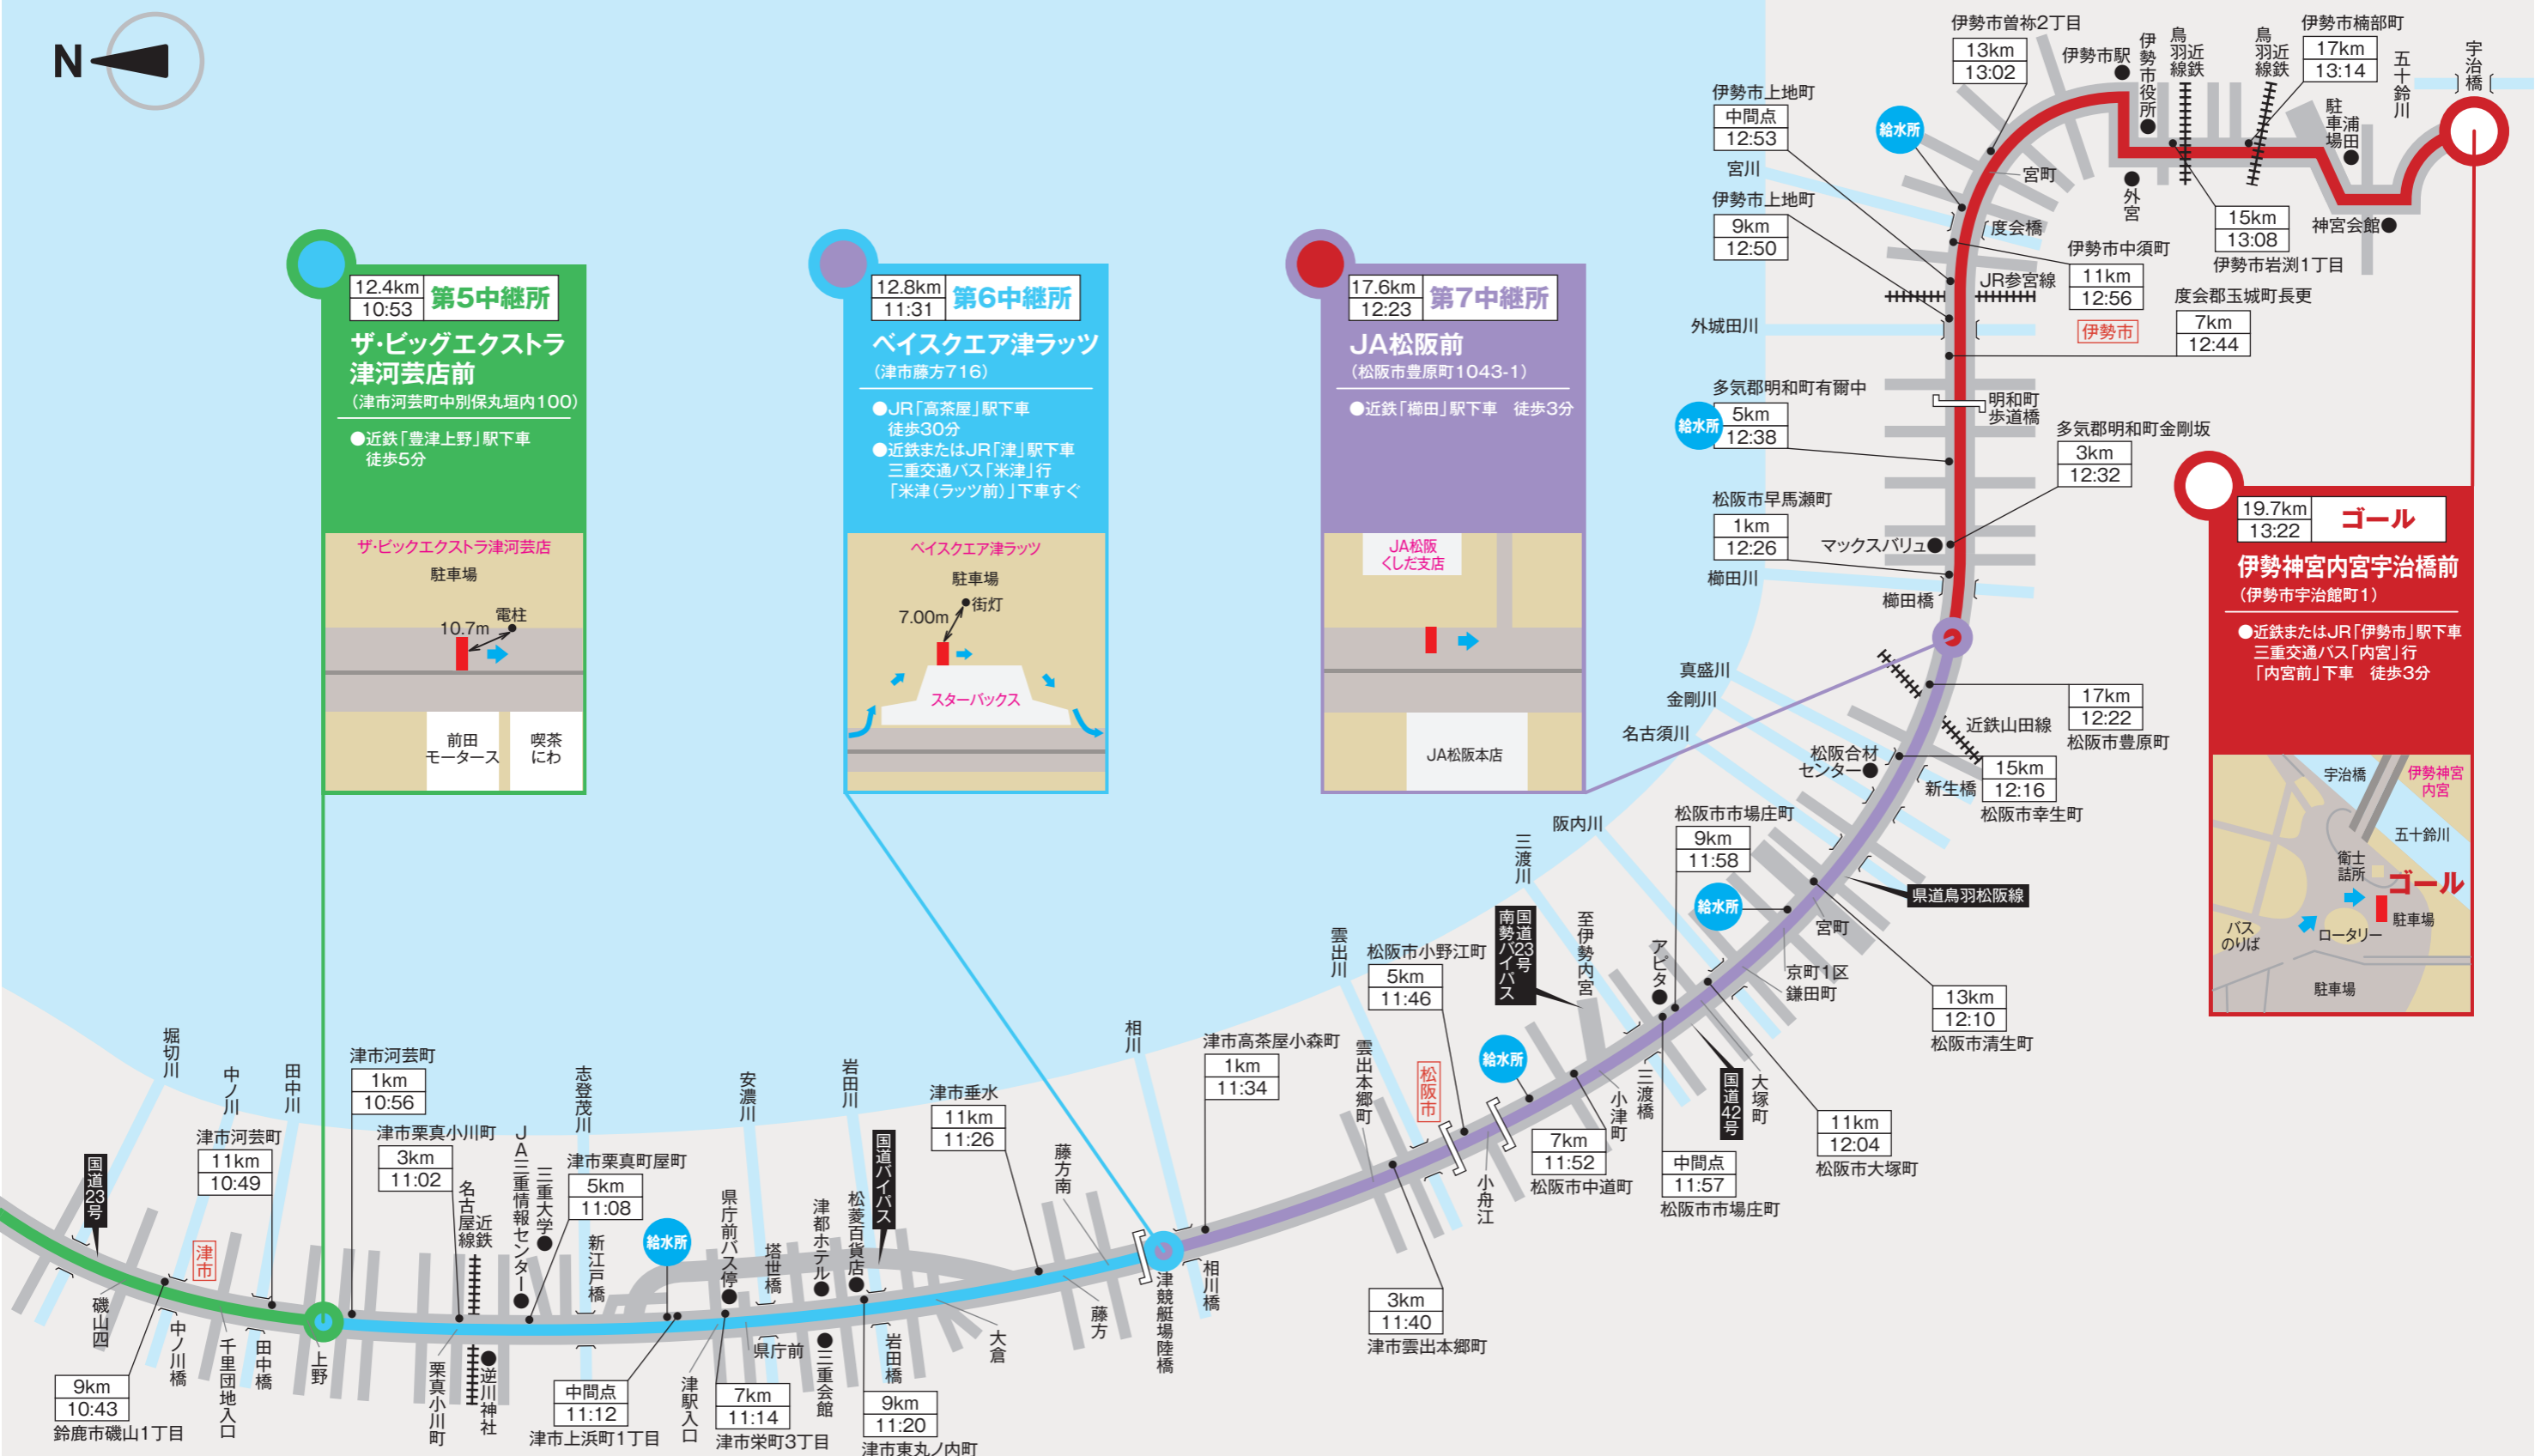 N
12.4km
10:53
第5中継所
ザ・ビッグエクストラ
津河芸店前
(津市河芸町中別保丸垣内100)
●近鉄「豊津上野」駅下車
徒歩5分
ザ・ビックエクストラ津河芸店
駐車場
電柱
10.7m
前田
モータース
喫茶
にわ
12.8km
11:31
第6中継所
ベイスクエア津ラッツ
(津市藤方716)
●JR「高茶屋」駅下車
徒歩30分
●近鉄またはJR「津」駅下車
三重交通バス「米津」行
「米津(ラッツ前)」下車すぐ
ベイスクエア津ラッツ
駐車場
街灯
7.00m
スターバックス
17.6km
12:23
第7中継所
JA松阪前
(松阪市豊原町1043-1)
●近鉄「櫛田」駅下車 徒歩3分
JA松阪
くしだ支店
JA松阪本店
19.7km
13:22
ゴール
伊勢神宮内宮宇治橋前
(伊勢市宇治館町1)
●近鉄またはJR「伊勢市」駅下車
三重交通バス「内宮」行
「内宮前」下車 徒歩3分
宇治橋
伊勢神宮
内宮
五十鈴川
衛士
詰所
ゴール
駐車場
ロータリー
バス
のりば
駐車場
国道23号
堀切川
中ノ川
田中川
津市
磯山四
9km
10:43
鈴鹿市磯山1丁目
中ノ川橋
千里団地入口
津市河芸町
11km
10:49
田中橋
上野
津市河芸町
1km
10:56
津市栗真小川町
3km
11:02
近鉄
名古屋線
栗真小川町
逆川神社
JA三重情報センター
三重大学
津市栗真町屋町
5km
11:08
志登茂川
新江戸橋
給水所
中間点
11:12
津市上浜町1丁目
津駅入口
県庁前バス停
7km
11:14
津市栄町3丁目
安濃川
塔世橋
県庁前
津都ホテル
三重会館
松菱百貨店
岩田川
国道バイパス
9km
11:20
津市東丸ノ内町
岩田橋
津市垂水
11km
11:26
大倉
藤方南
藤方
相川
津競艇場陸橋
相川橋
津市高茶屋小森町
1km
11:34
雲出川
雲出本郷町
3km
11:40
津市雲出本郷町
松阪市
松阪市小野江町
5km
11:46
小舟江
給水所
国道23号
南勢バイパス
三渡川
至伊勢内宮
7km
11:52
松阪市中道町
小津町
三渡橋
アピタ
中間点
11:57
松阪市市場庄町
松阪市市場庄町
9km
11:58
国道42号
大塚町
11km
12:04
松阪市大塚町
阪内川
給水所
鎌田町
京町1区
宮町
13km
12:10
松阪市清生町
県道鳥羽松阪線
名古須川
金剛川
真盛川
松阪合材
センター
新生橋
15km
12:16
松阪市幸生町
近鉄山田線
17km
12:22
松阪市豊原町
櫛田川
櫛田橋
松阪市早馬瀬町
1km
12:26
マックスバリュ
多気郡明和町金剛坂
3km
12:32
多気郡明和町有爾中
給水所
5km
12:38
明和町
歩道橋
度会郡玉城町長更
7km
12:44
伊勢市
外城田川
伊勢市上地町
9km
12:50
JR参宮線
伊勢市上地町
中間点
12:53
伊勢市中須町
11km
12:56
宮川
度会橋
給水所
宮町
伊勢市曽祢2丁目
13km
13:02
伊勢市駅
伊勢市役所
外宮
近鉄
鳥羽線
15km
13:08
伊勢市岩渕1丁目
近鉄
鳥羽線
伊勢市楠部町
17km
13:14
浦田
駐車場
神宮会館
五十鈴川
宇治橋